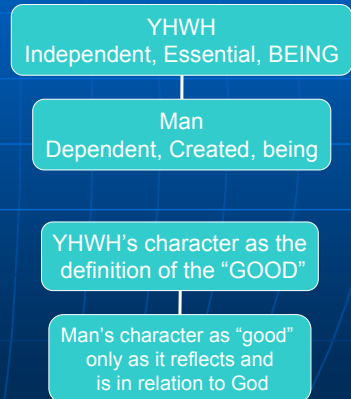 YHWH
Independent, Essential, BEING
Man
Dependent, Created, being
YHWH’s character as the
definition of the “GOOD”
Man’s character as “good”
only as it reflects and
is in relation to God